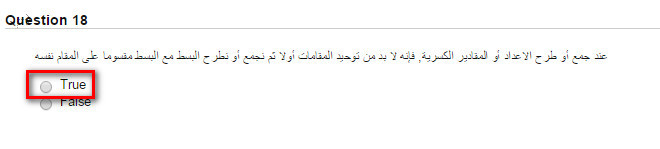 Question 18
عند جمع أو طرح الاعداد أو المقادير الكسرية, فإنه لا بد من توحيد المقامات أولا ثم نجمع أو نطرح البسط مع البسط مقسوما على المقام نفسه
True
False